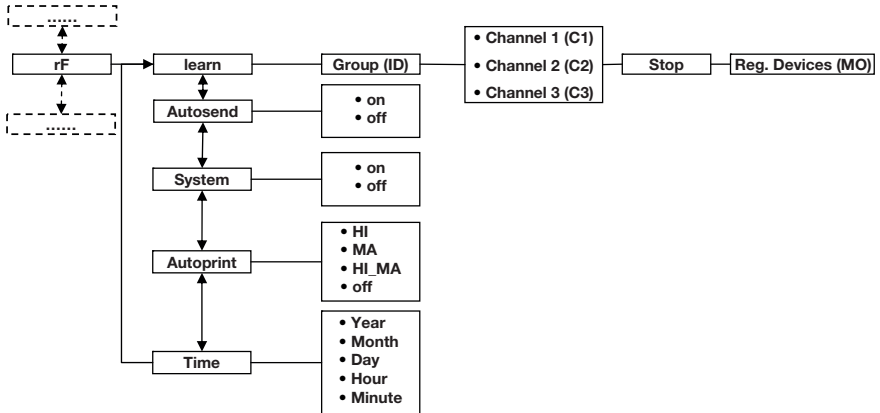 ......
rF
......
learn
Group (ID)
• Channel 1 (C1)
• Channel 2 (C2)
• Channel 3 (C3)
Stop
Reg. Devices (MO)
Autosend
• on
• off
System
• on
• off
Autoprint
• HI
• MA
• HI_MA
• off
Time
• Year
• Month
• Day
• Hour
• Minute